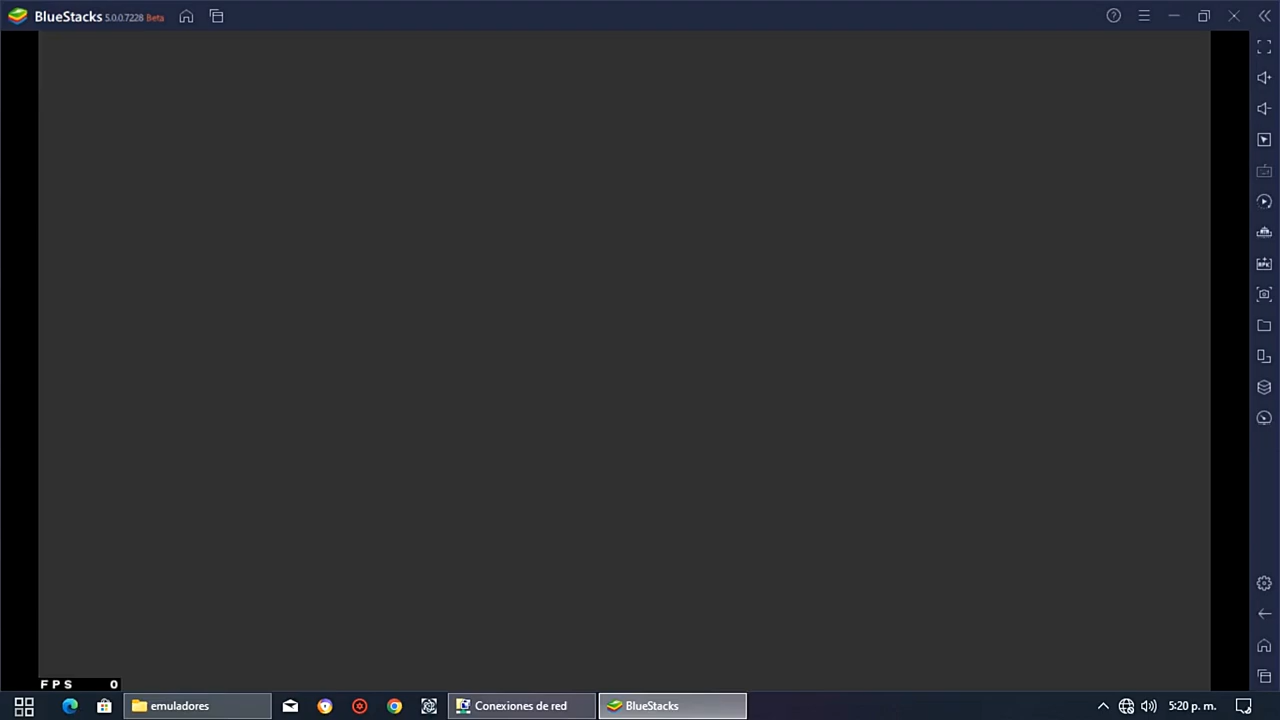 BlueStacks 5.0.0.7228 Beta
FPS 0
emuladores
Conexiones de red
BlueStacks
5:20 p. m.